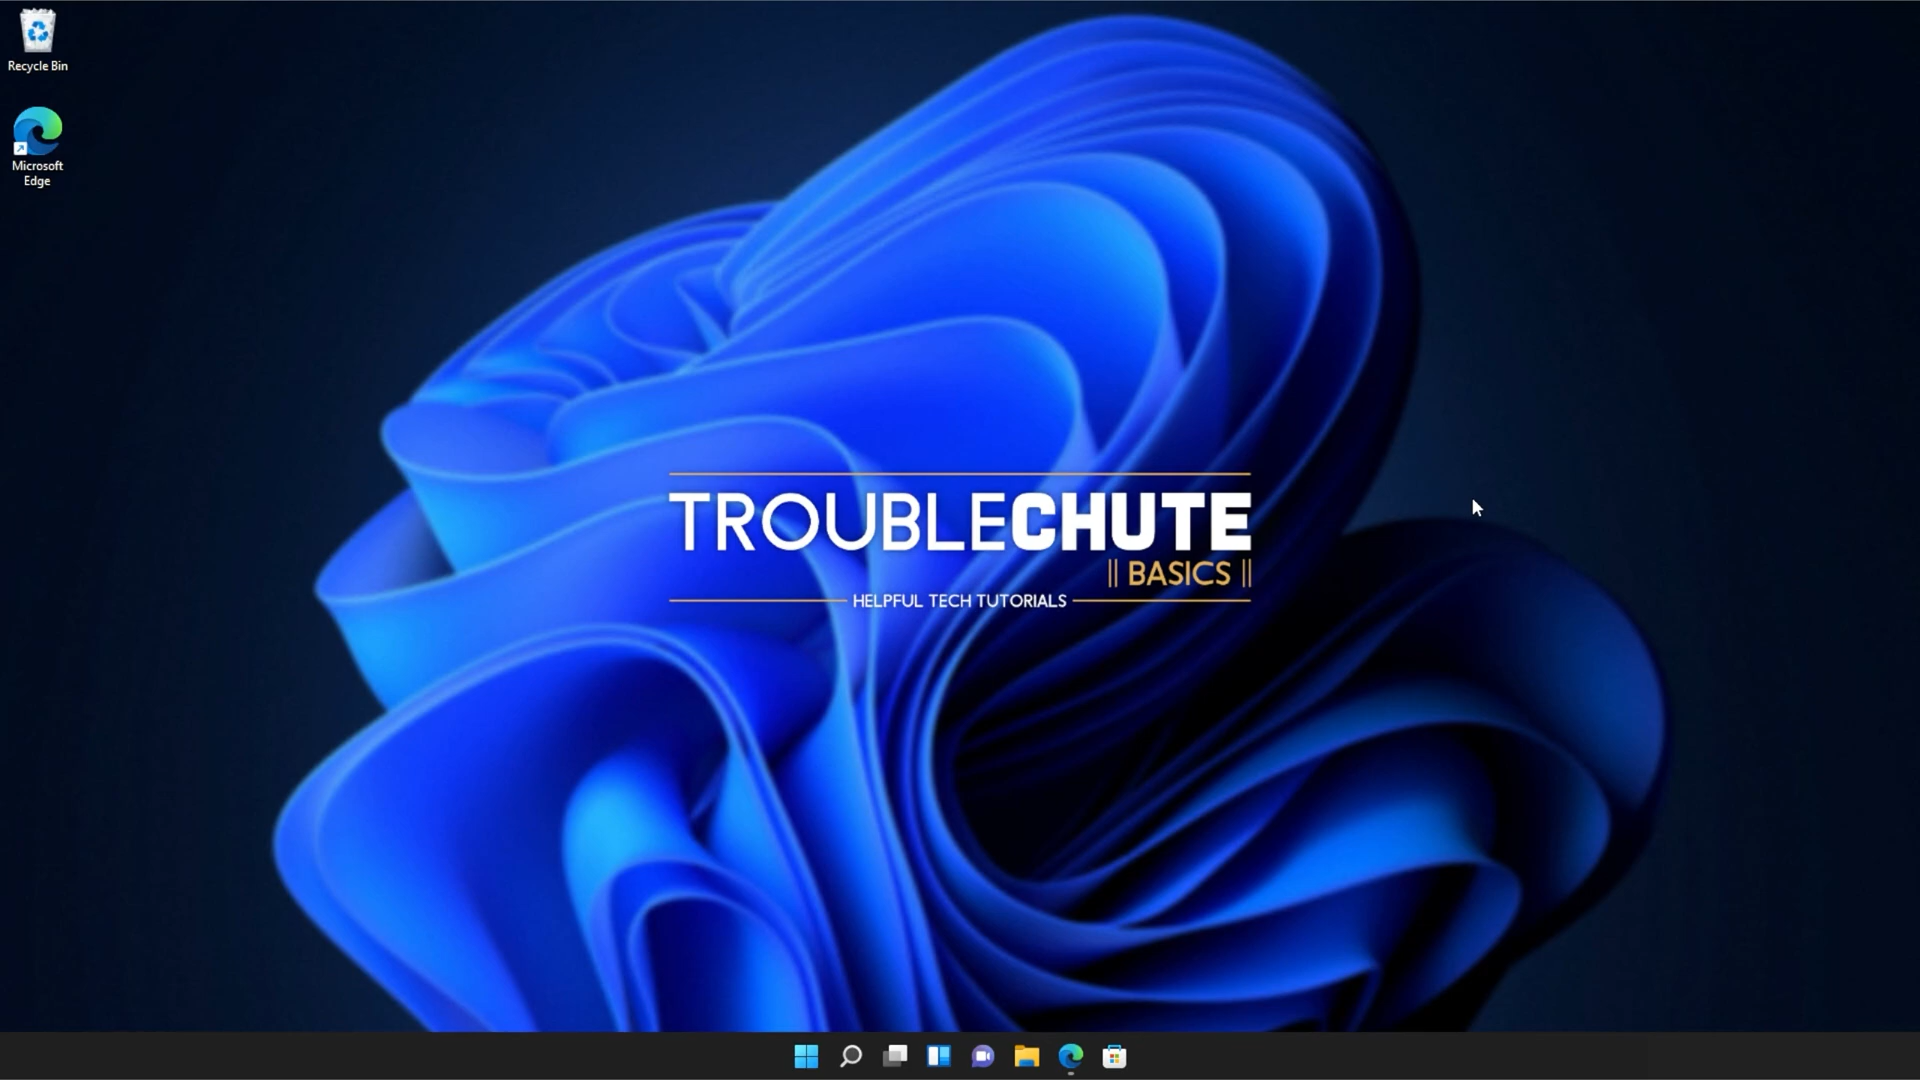 Recycle Bin
Microsoft
Edge
TROUBLECHUTE
|| BASICS ||
HELPFUL TECH TUTORIALS